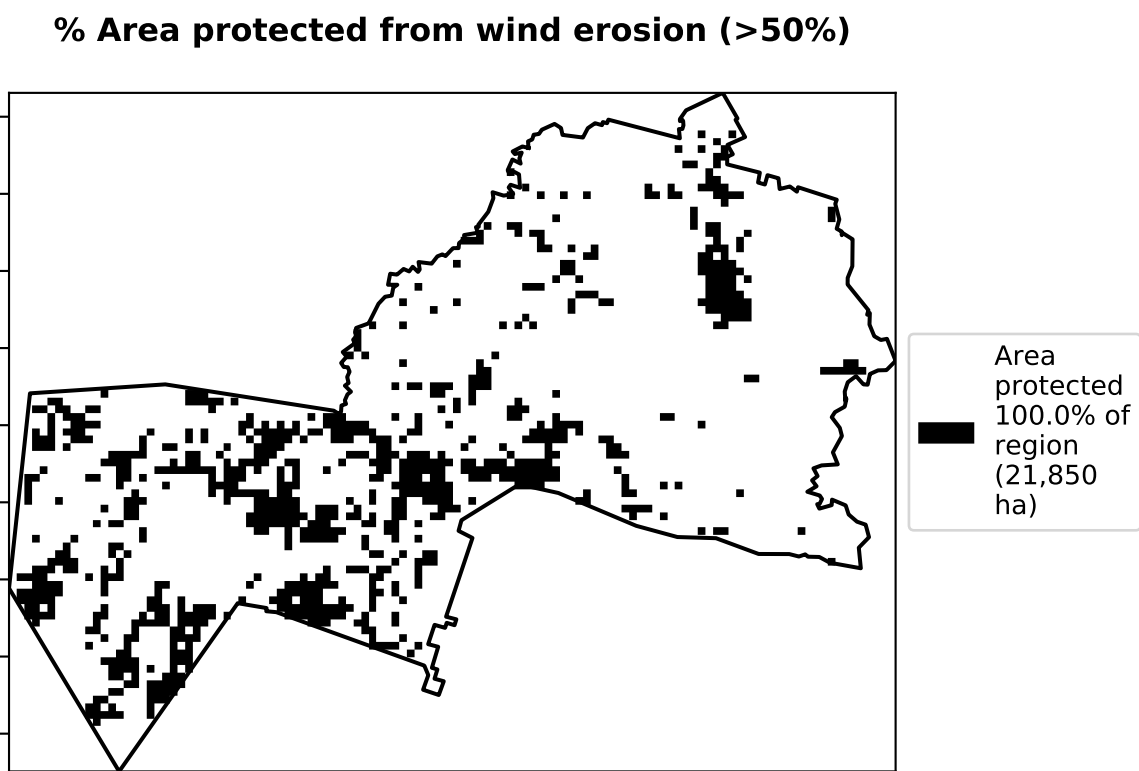 % Area protected from wind erosion (>50%)
Area
protected
100.0% of
region
(21,850
ha)